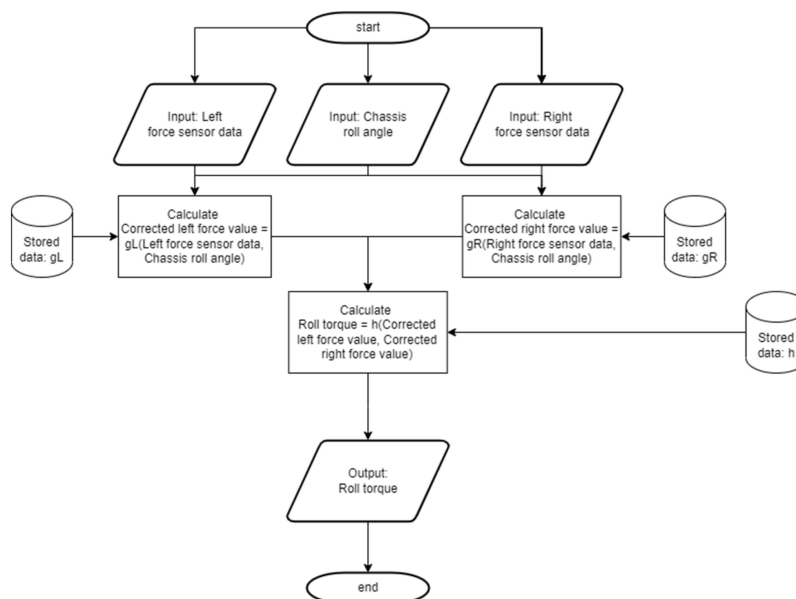 start
Input: Left
force sensor data
Input: Chassis
roll angle
Input: Right
force sensor data
Stored
data: gL
Calculate
Corrected left force value =
gL(Left force sensor data,
Chassis roll angle)
Calculate
Corrected right force value =
gR(Right force sensor data,
Chassis roll angle)
Stored
data: gR
Calculate
Roll torque = h(Corrected
left force value, Corrected
right force value)
Stored
data: h
Output:
Roll torque
end